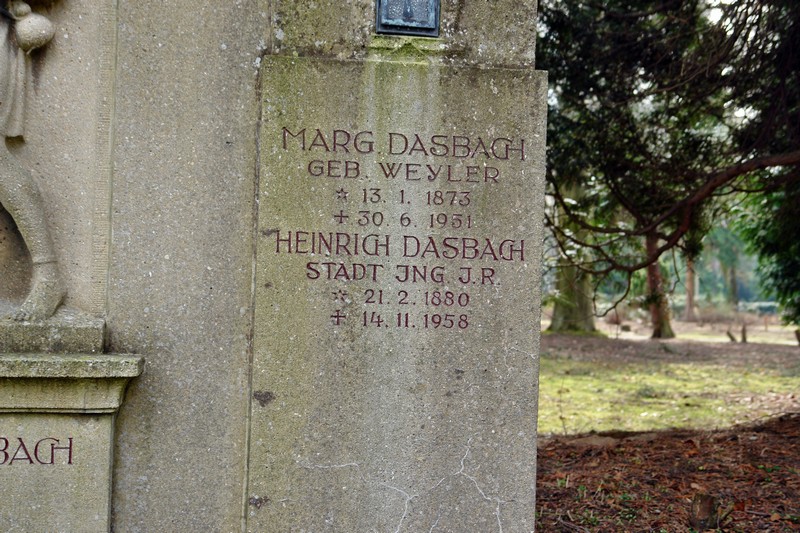 MARG. DASBACH
GEB. WEYLER
* 13. 1. 1873
+ 30. 6. 1931
HEINRICH DASBACH
STADT JNG. J.R.
* 21. 2. 1880
+ 14. 11. 1958
BACH